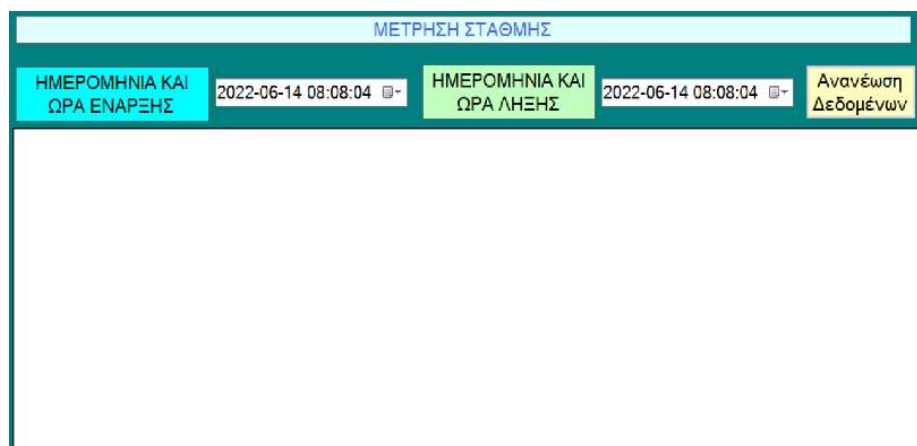 ΜΕΤΡΗΣΗ ΣΤΑΘΜΗΣ
ΗΜΕΡΟΜΗΝΙΑ ΚΑΙ
ΩΡΑ ΕΝΑΡΞΗΣ
2022-06-14 08:08:04
ΗΜΕΡΟΜΗΝΙΑ ΚΑΙ
ΩΡΑ ΛΗΞΗΣ
2022-06-14 08:08:04
Ανανέωση
Δεδομένων